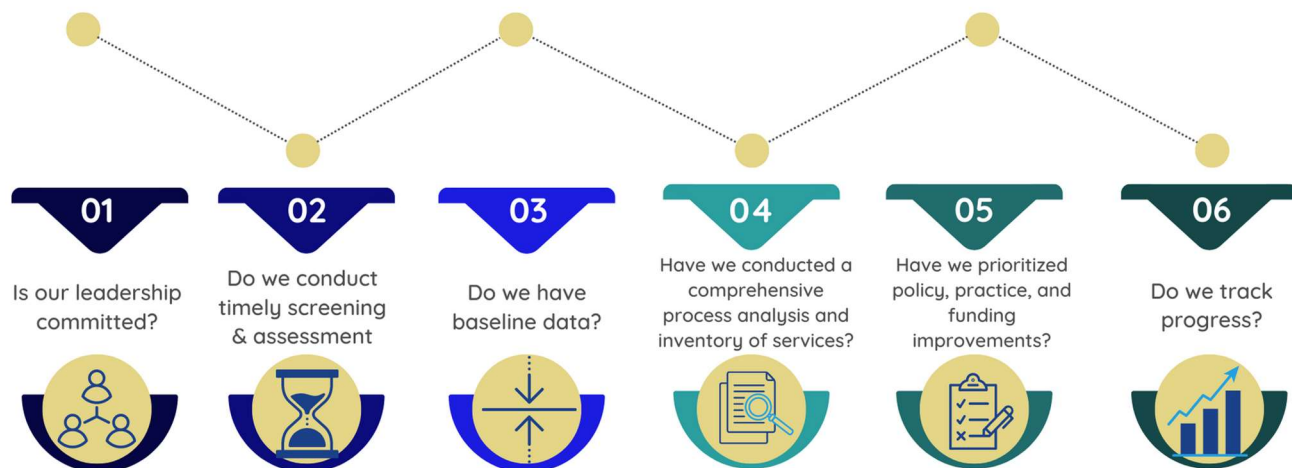 01
Is our leadership
committed?
02
Do we conduct
timely screening
& assessment
03
Do we have
baseline data?
04
Have we conducted a
comprehensive
process analysis and
inventory of services?
05
Have we prioritized
policy, practice, and
funding
improvements?
06
Do we track
progress?